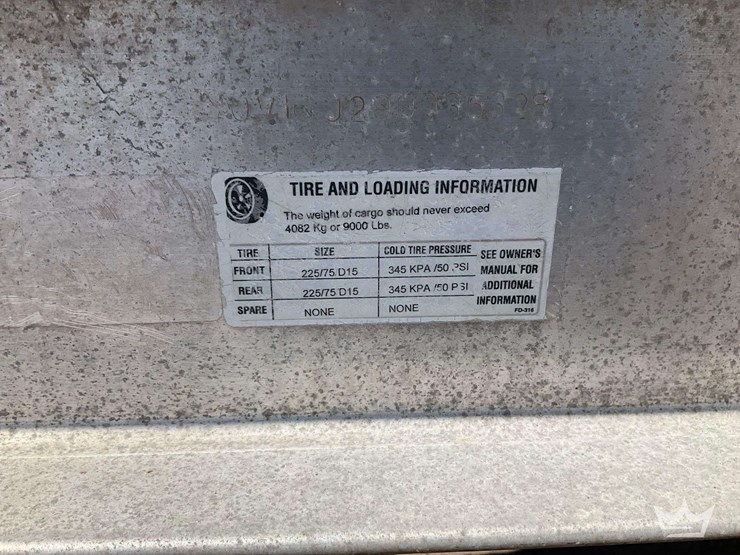 TIRE AND LOADING INFORMATION
The weight of cargo should never exceed
4082 Kg or 9000 Lbs.
TIRE SIZE COLD TIRE PRESSURE SEE OWNER'S MANUAL FOR ADDITIONAL INFORMATION
FRONT 225/75 D15 345 KPA /50 PSI
REAR 225/75 D15 345 KPA /50 PSI
SPARE NONE NONE
FD-318